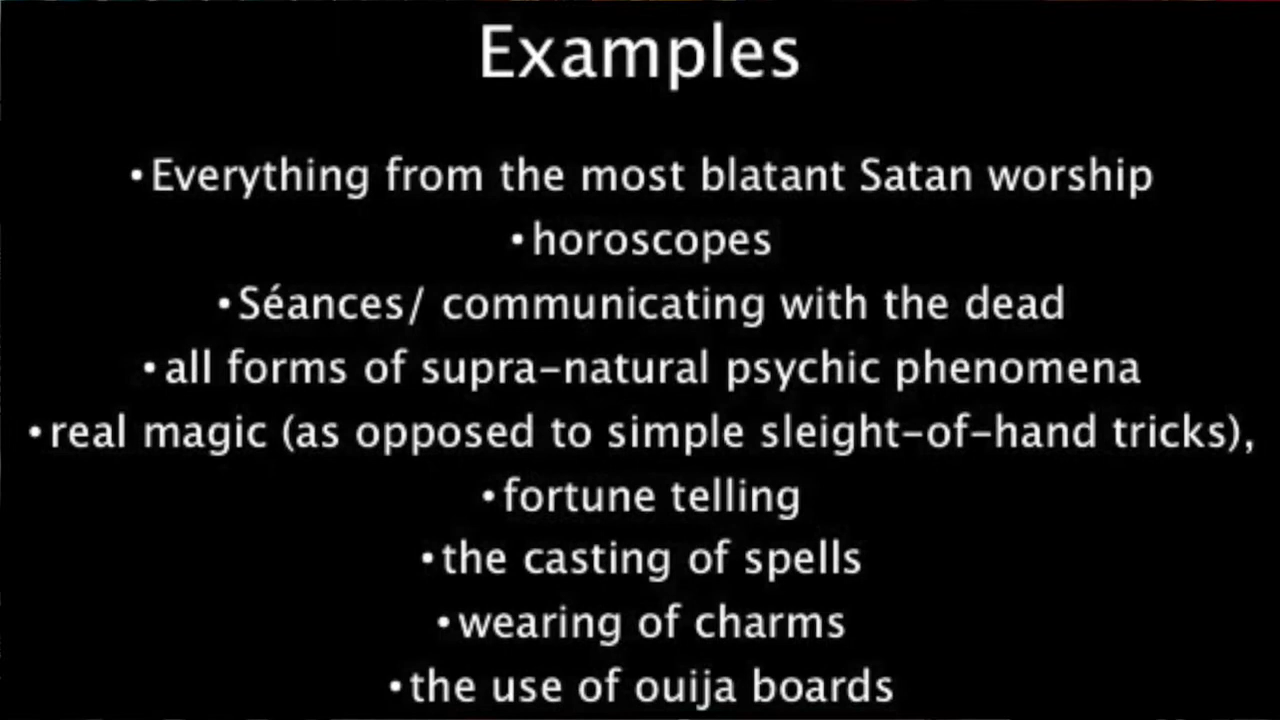 Examples
•Everything from the most blatant Satan worship
•horoscopes
•Séances/ communicating with the dead
•all forms of supra-natural psychic phenomena
•real magic (as opposed to simple sleight-of-hand tricks),
•fortune telling
•the casting of spells
•wearing of charms
•the use of ouija boards